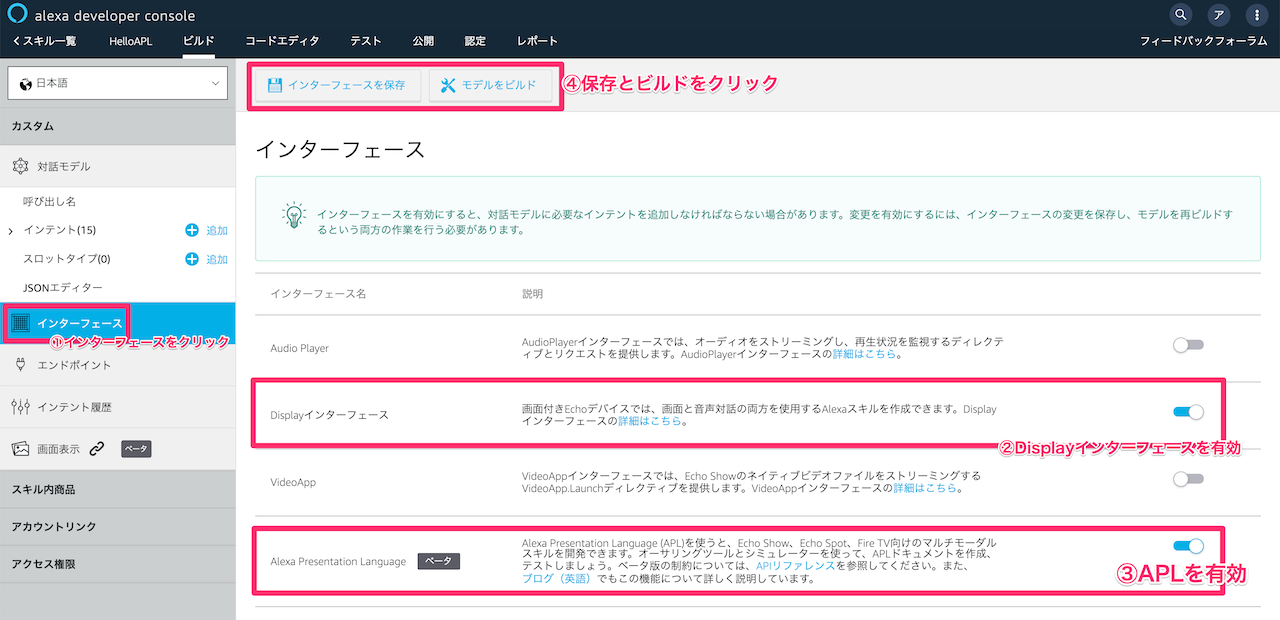 alexa developer console
ア
スキル一覧
HelloAPL
ビルド
コードエディタ
テスト
公開
認定
レポート
フィードバックフォーラム
日本語
インターフェースを保存
モデルをビルド
④保存とビルドをクリック
カスタム
インターフェース
対話モデル
呼び出し名
インテント(15)
追加
スロットタイプ(0)
追加
JSONエディター
インターフェース
①インターフェースをクリック
エンドポイント
インテント履歴
画面表示
ベータ
スキル内商品
アカウントリンク
アクセス権限
インターフェースを有効にすると、対話モデルに必要なインテントを追加しなければならない場合があります。変更を有効にするには、インターフェースの変更を保存し、モデルを再ビルドす
るという両方の作業を行う必要があります。
インターフェース名
説明
Audio Player
AudioPlayerインターフェースでは、オーディオをストリーミングし、再生状況を監視するディレクテ
ィブとリクエストを提供します。AudioPlayerインターフェースの詳細はこちら。
Displayインターフェース
画面付きEchoデバイスでは、画面と音声対話の両方を使用するAlexaスキルを作成できます。Display
インターフェースの詳細はこちら。
②Displayインターフェースを有効
VideoApp
VideoAppインターフェースでは、Echo Showのネイティブビデオファイルをストリーミングする
VideoApp.Launchディレクティブを提供します。VideoAppインターフェースの詳細はこちら。
Alexa Presentation Language
ベータ
Alexa Presentation Language (APL)を使うと、Echo Show、Echo Spot、Fire TV向けのマルチモーダル
スキルを開発できます。オーサリングツールとシミュレーターを使って、APLドキュメントを作成、
テストしましょう。ベータ版の制約については、APIリファレンスを参照してください。また、
ブログ（英語）でもこの機能について詳しく説明しています。
③APLを有効